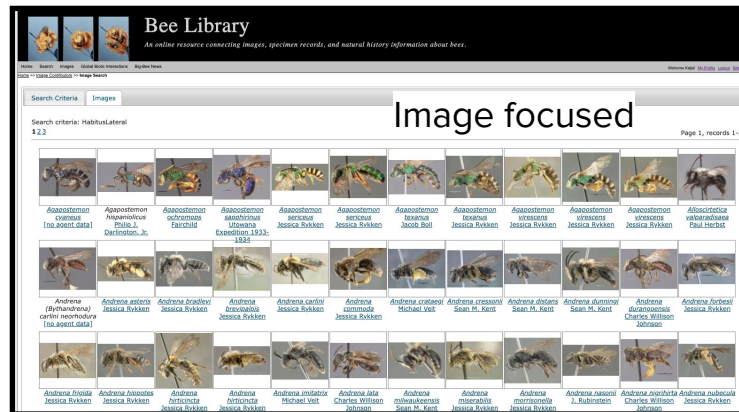 Bee Library
An online resource connecting images, specimen records, and natural history information about bees.
Home Search Images Global Biotic Interactions Big-Bee News
Welcome Katja! My Profile Logout
Home >> Image Contributors >> Image Search
Search Criteria Images
Image focused
Search criteria: HabitusLateral
1 2 3
Page 1, records 1-
Agapostemon cyaneus [no agent data]
Agapostemon hispaniolicus Philip J. Darlington, Jr.
Agapostemon ochromops Fairchild
Agapostemon sapphirinus Utowana Expedition 1933-1934
Agapostemon sericeus Jessica Rykken
Agapostemon sericeus Jessica Rykken
Agapostemon texanus Jacob Boll
Agapostemon texanus Jessica Rykken
Agapostemon virescens Jessica Rykken
Agapostemon virescens Jessica Rykken
Agapostemon virescens Jessica Rykken
Alloscirtetica valparadisaea Paul Herbst
Andrena (Bythandrena) carlini neorhodura [no agent data]
Andrena asteris Jessica Rykken
Andrena bradleyi Jessica Rykken
Andrena brevipalpis Jessica Rykken
Andrena carlini Jessica Rykken
Andrena commoda Jessica Rykken
Andrena crataegi Michael Veit
Andrena cressonii Sean M. Kent
Andrena distans Sean M. Kent
Andrena dunningi Sean M. Kent
Andrena durangoensis Charles Willison Johnson
Andrena forbesii Jessica Rykken
Andrena frigida Jessica Rykken
Andrena hippotes Jessica Rykken
Andrena hirticincta Jessica Rykken
Andrena hirticincta Jessica Rykken
Andrena imitatrix Michael Veit
Andrena lata Charles Willison Johnson
Andrena milwaukeensis Sean M. Kent
Andrena miserabilis Jessica Rykken
Andrena morrisonella Jessica Rykken
Andrena nasonii J. Rubinstein
Andrena nigrihirta Charles Willison Johnson
Andrena nubecula Jessica Rykken